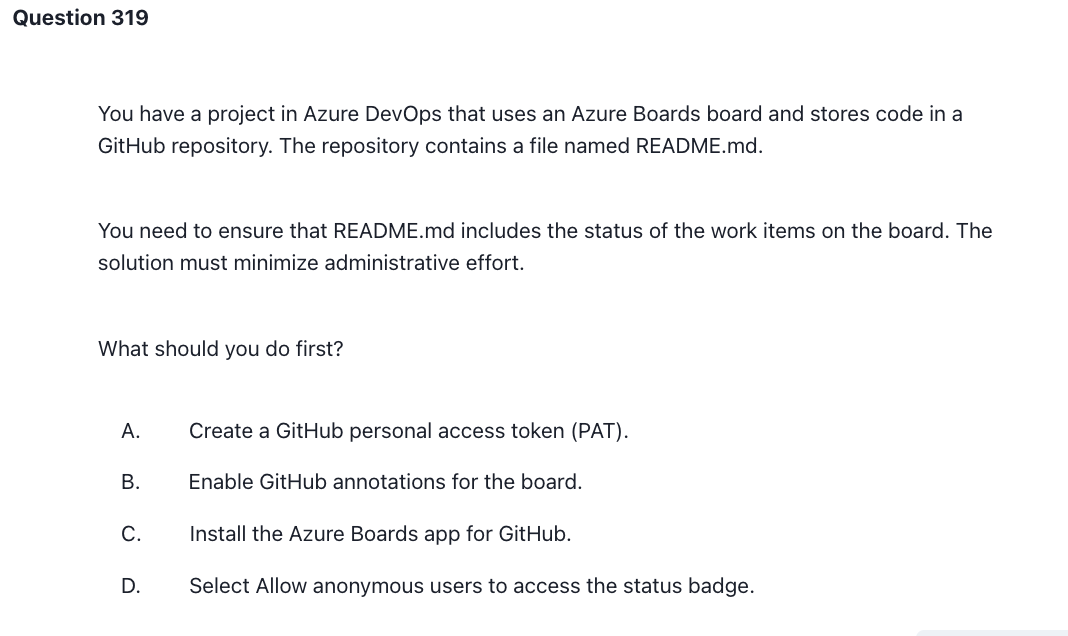 Question 319
You have a project in Azure DevOps that uses an Azure Boards board and stores code in a
GitHub repository. The repository contains a file named README.md.
You need to ensure that README.md includes the status of the work items on the board. The
solution must minimize administrative effort.
What should you do first?
A. Create a GitHub personal access token (PAT).
B. Enable GitHub annotations for the board.
C. Install the Azure Boards app for GitHub.
D. Select Allow anonymous users to access the status badge.